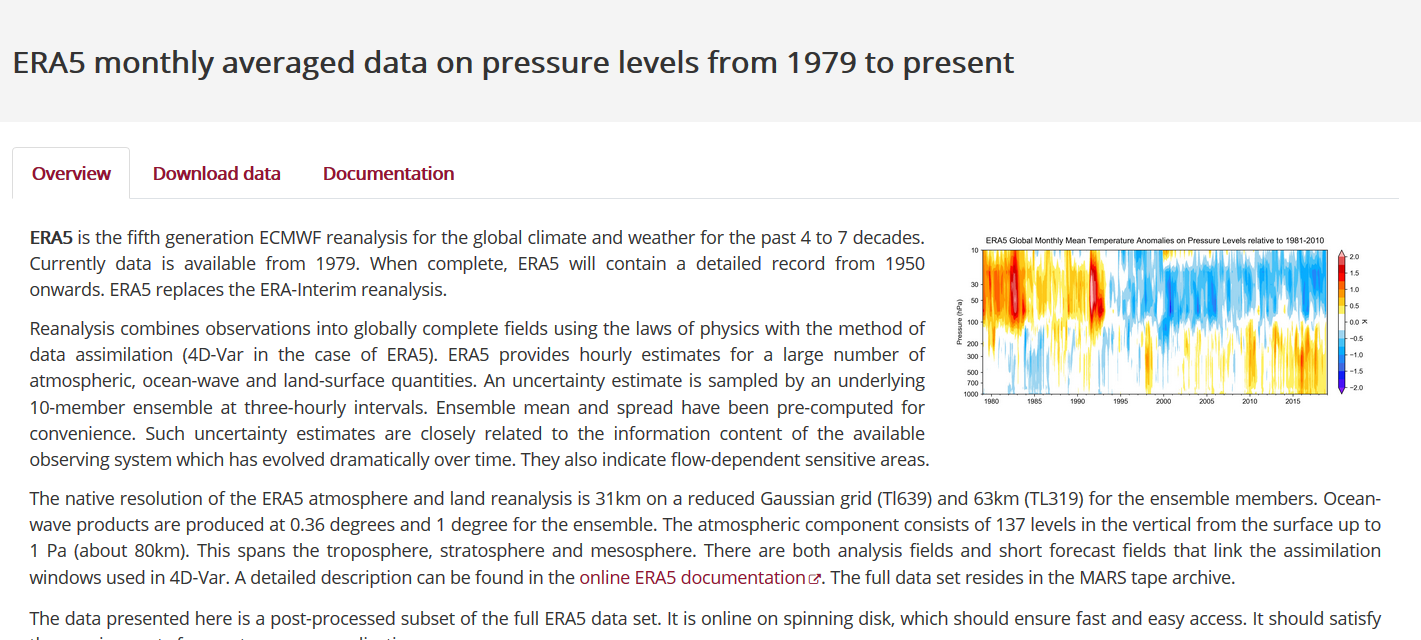 ERA5 monthly averaged data on pressure levels from 1979 to present
Overview
Download data
Documentation
ERA5 is the fifth generation ECMWF reanalysis for the global climate and weather for the past 4 to 7 decades.
Currently data is available from 1979. When complete, ERA5 will contain a detailed record from 1950
onwards. ERA5 replaces the ERA-Interim reanalysis.
Reanalysis combines observations into globally complete fields using the laws of physics with the method of
data assimilation (4D-Var in the case of ERA5). ERA5 provides hourly estimates for a large number of
atmospheric, ocean-wave and land-surface quantities. An uncertainty estimate is sampled by an underlying
10-member ensemble at three-hourly intervals. Ensemble mean and spread have been pre-computed for
convenience. Such uncertainty estimates are closely related to the information content of the available
observing system which has evolved dramatically over time. They also indicate flow-dependent sensitive areas.
ERA5 Global Monthly Mean Temperature Anomalies on Pressure Levels relative to 1981-2010
Pressure (hPa)
10
30
50
100
200
300
500
700
1000
1980 1985 1990 1995 2000 2005 2010 2015
2.0
1.5
1.0
0.5
0.0
−0.5
−1.0
−1.5
−2.0
K
The native resolution of the ERA5 atmosphere and land reanalysis is 31km on a reduced Gaussian grid (Tl639) and 63km (TL319) for the ensemble members. Ocean-
wave products are produced at 0.36 degrees and 1 degree for the ensemble. The atmospheric component consists of 137 levels in the vertical from the surface up to
1 Pa (about 80km). This spans the troposphere, stratosphere and mesosphere. There are both analysis fields and short forecast fields that link the assimilation
windows used in 4D-Var. A detailed description can be found in the online ERA5 documentation. The full data set resides in the MARS tape archive.
The data presented here is a post-processed subset of the full ERA5 data set. It is online on spinning disk, which should ensure fast and easy access. It should satisfy